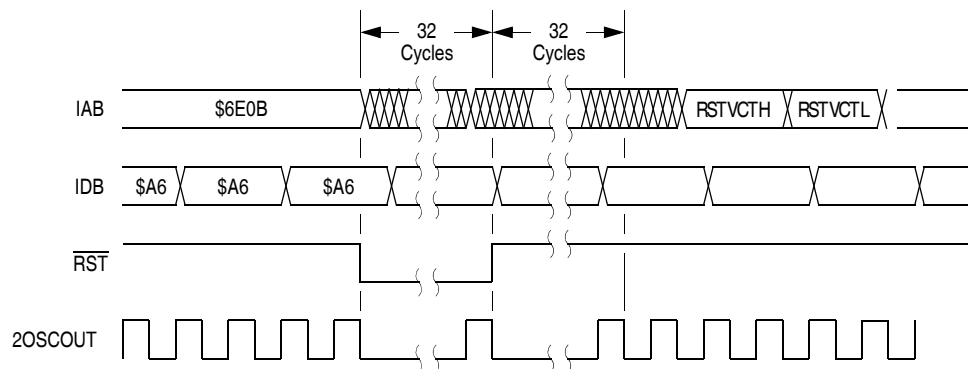 32
Cycles
32
Cycles
IAB
$6E0B
RSTVCTH
RSTVCTL
IDB
$A6
$A6
$A6
RST
2OSCOUT